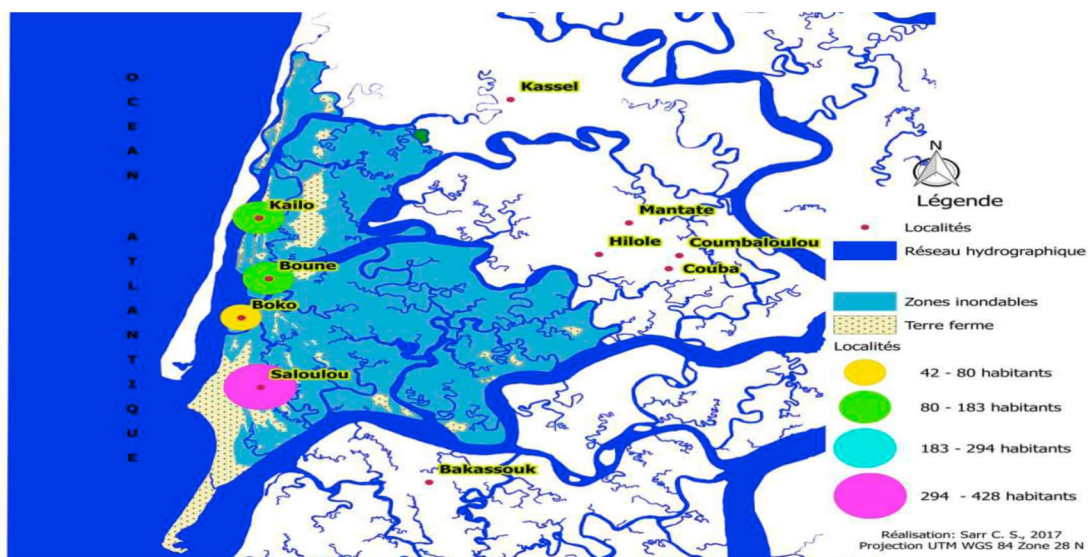 OCEAN ATLANTIQUE
Kassel
Kailo
Mantate
Hilole
Coumbaloulou
Couba
Boune
Boko
Saloulou
Bakassouk
N
Légende
Localités
Réseau hydrographique
Zones inondables
Terre ferme
Localités
42 - 80 habitants
80 - 183 habitants
183 - 294 habitants
294 - 428 habitants
Réalisation: Sarr C. S., 2017
Projection UTM WGS 84 Zone 28 N